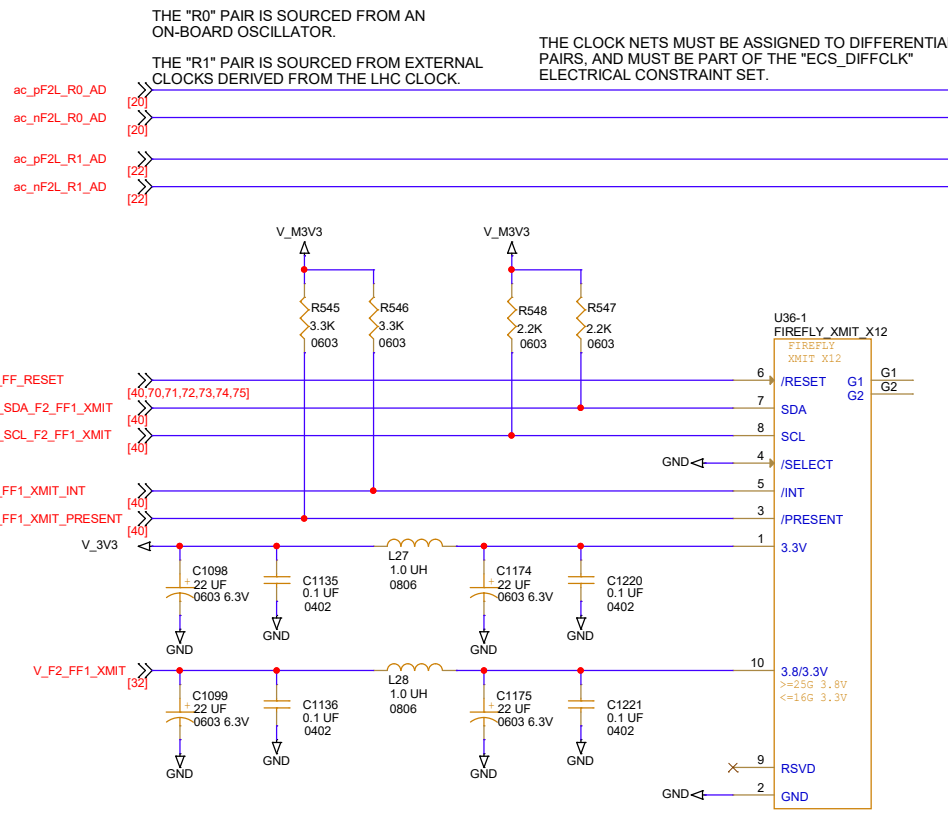 THE "R0" PAIR IS SOURCED FROM AN
ON-BOARD OSCILLATOR.
THE "R1" PAIR IS SOURCED FROM EXTERNAL
CLOCKS DERIVED FROM THE LHC CLOCK.
THE CLOCK NETS MUST BE ASSIGNED TO DIFFERENTIA
PAIRS, AND MUST BE PART OF THE "ECS_DIFFCLK"
ELECTRICAL CONSTRAINT SET.
ac_pF2L_R0_AD
[20]
ac_nF2L_R0_AD
[20]
ac_pF2L_R1_AD
[22]
ac_nF2L_R1_AD
[22]
V_M3V3
V_M3V3
R545
3.3K
0603
R546
3.3K
0603
R548
2.2K
0603
R547
2.2K
0603
U36-1
FIREFLY_XMIT_X12
FIREFLY
XMIT X12
_FF_RESET
[40,70,71,72,73,74,75]
6
/RESET
G1
G1
G2
G2
_SDA_F2_FF1_XMIT
[40]
7
SDA
_SCL_F2_FF1_XMIT
[40]
8
SCL
GND
4
/SELECT
_FF1_XMIT_INT
[40]
5
/INT
_FF1_XMIT_PRESENT
[40]
3
/PRESENT
V_3V3
1
3.3V
L27
1.0 UH
0806
C1098
22 UF
0603 6.3V
C1135
0.1 UF
0402
C1174
22 UF
0603 6.3V
C1220
0.1 UF
0402
GND
GND
GND
GND
V_F2_FF1_XMIT
[32]
10
3.8/3.3V
>=25G 3.8V
<=16G 3.3V
L28
1.0 UH
0806
C1099
22 UF
0603 6.3V
C1136
0.1 UF
0402
C1175
22 UF
0603 6.3V
C1221
0.1 UF
0402
GND
GND
GND
GND
9
RSVD
GND
2
GND